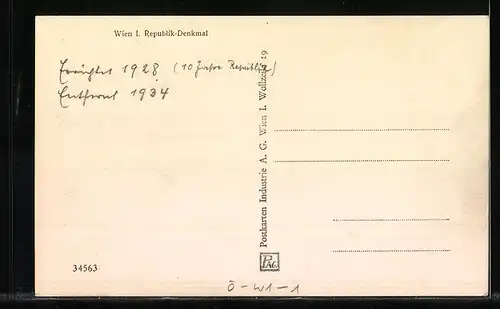 Wien I. Republik-Denkmal
Errichtet 1928 (10 Jahre Republik)
Entfernt 1934
Postkarten Industrie A. G. Wien I. Wollzeile 19
PIAG
34563
Ö-W1-1